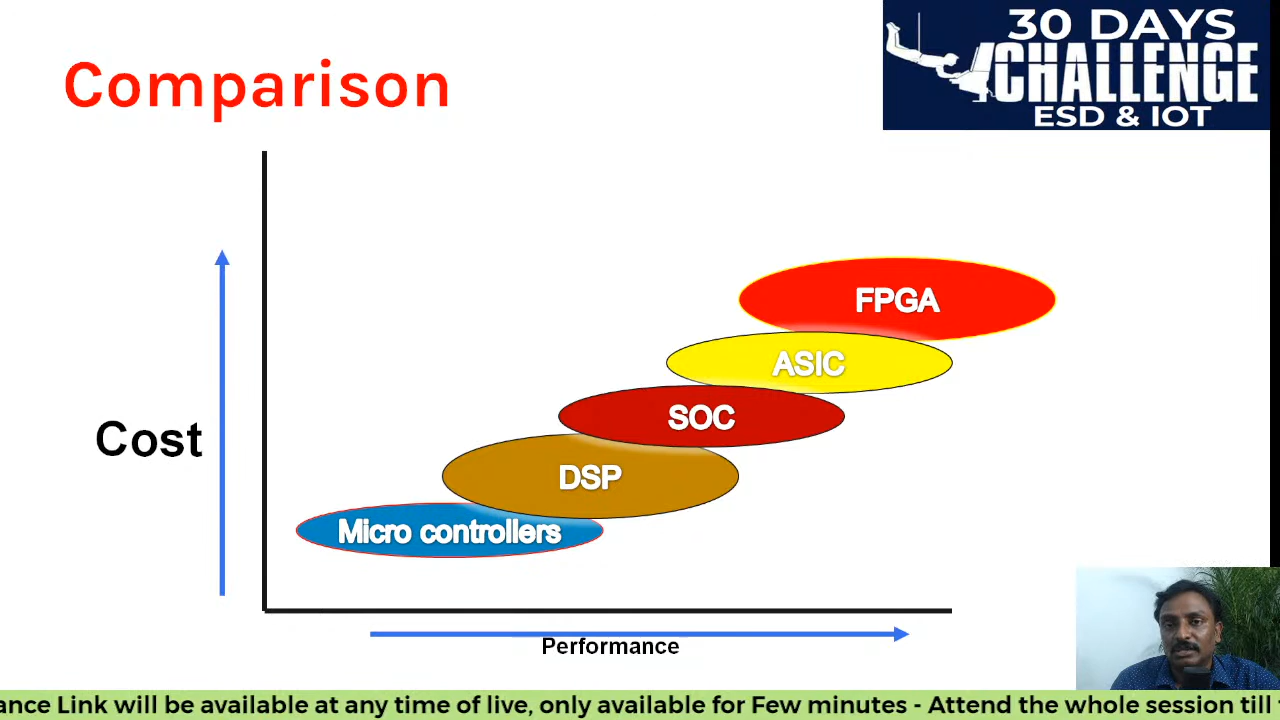 Comparison
30 DAYS
CHALLENGE
ESD & IOT
FPGA
ASIC
SOC
Cost
DSP
Micro controllers
Performance
ance Link will be available at any time of live, only available for Few minutes - Attend the whole session till